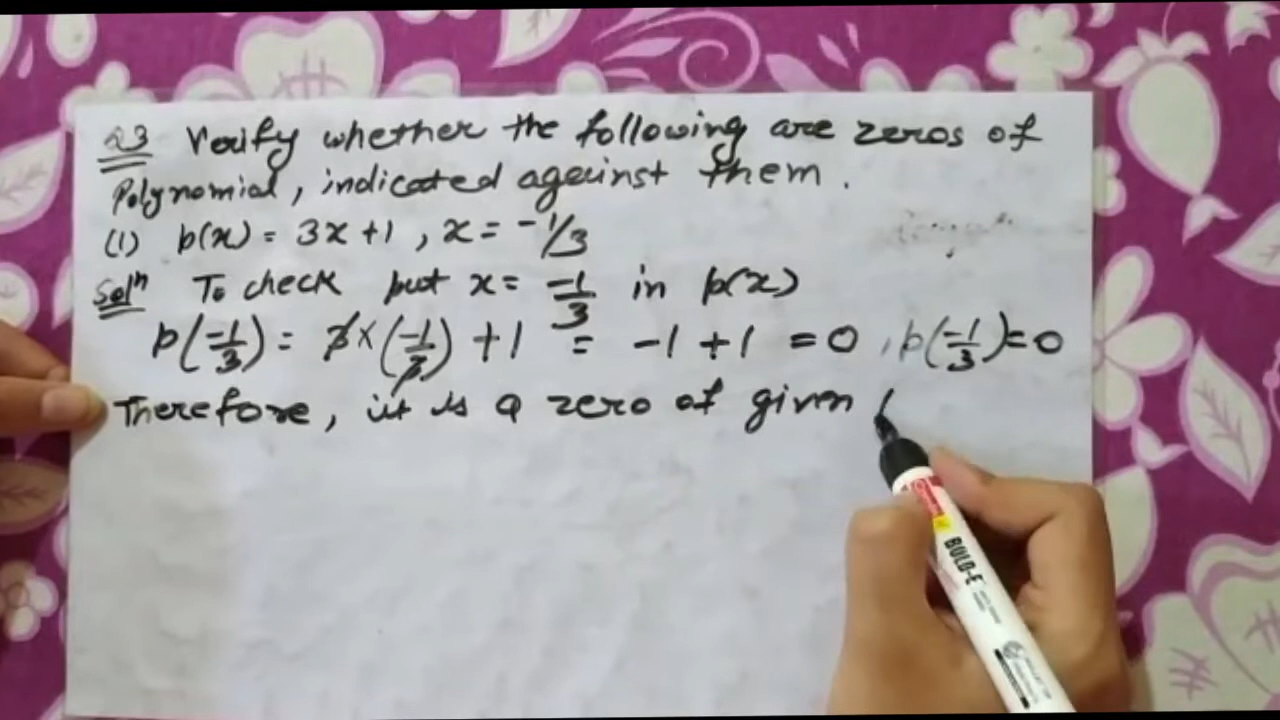 Q3 Verify whether the following are zeros of
Polynomial, indicated against them.
(1) p(x) = 3x+1, x = -1/3
Solⁿ To check put x = -1/3 in p(x)
p(-1/3) = 3×(-1/3) +1 = -1 +1 = 0, p(-1/3)=0
Therefore, it is a zero of given
BOLD-E